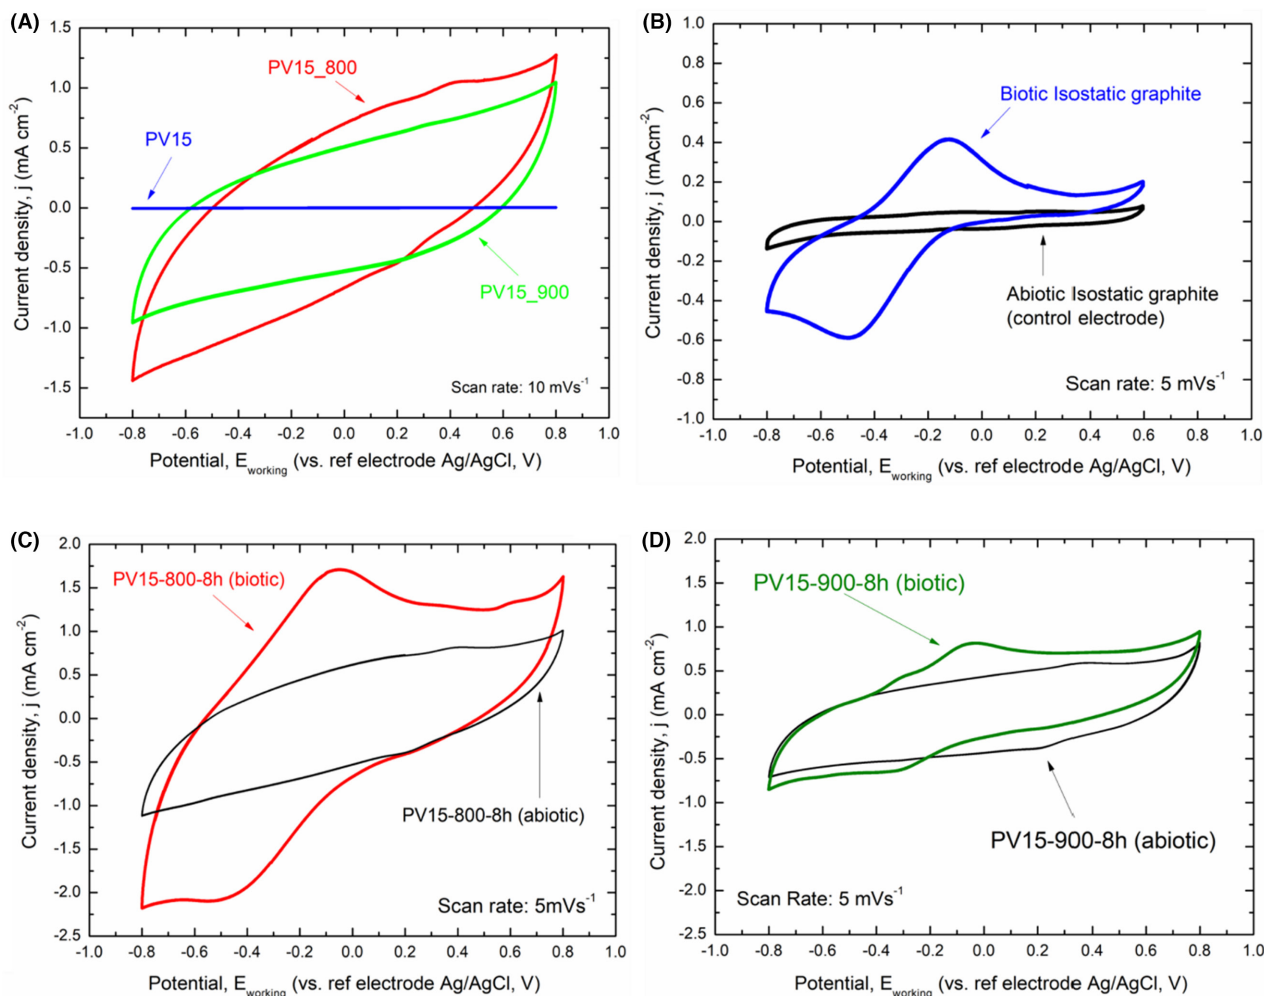 (A)
1.5
1.0
0.5
0.0
-0.5
-1.0
-1.5
Current density, j (mA cm-2)
PV15_800
PV15
PV15_900
Scan rate: 10 mVs-1
-1.0 -0.8 -0.6 -0.4 -0.2 0.0 0.2 0.4 0.6 0.8 1.0
Potential, Eworking (vs. ref electrode Ag/AgCl, V)
(B)
1.0
0.8
0.6
0.4
0.2
0.0
-0.2
-0.4
-0.6
-0.8
-1.0
Current density, j (mAcm-2)
Biotic Isostatic graphite
Abiotic Isostatic graphite
(control electrode)
Scan rate: 5 mVs-1
-1.0 -0.8 -0.6 -0.4 -0.2 0.0 0.2 0.4 0.6 0.8 1.0
Potential, Eworking (vs. ref electrode Ag/AgCl, V)
(C)
2.0
1.5
1.0
0.5
0.0
-0.5
-1.0
-1.5
-2.0
-2.5
Current density, j (mA cm-2)
PV15-800-8h (biotic)
PV15-800-8h (abiotic)
Scan rate: 5mVs-1
-1.0 -0.8 -0.6 -0.4 -0.2 0.0 0.2 0.4 0.6 0.8 1.0
Potential, Eworking (vs. ref electrode Ag/AgCl, V)
(D)
2.0
1.5
1.0
0.5
0.0
-0.5
-1.0
-1.5
-2.0
-2.5
Current density, j (mA cm-2)
PV15-900-8h (biotic)
PV15-900-8h (abiotic)
Scan Rate: 5 mVs-1
-1.0 -0.8 -0.6 -0.4 -0.2 0.0 0.2 0.4 0.6 0.8 1.0
Potential, Eworking (vs. ref electrode Ag/AgCl, V)